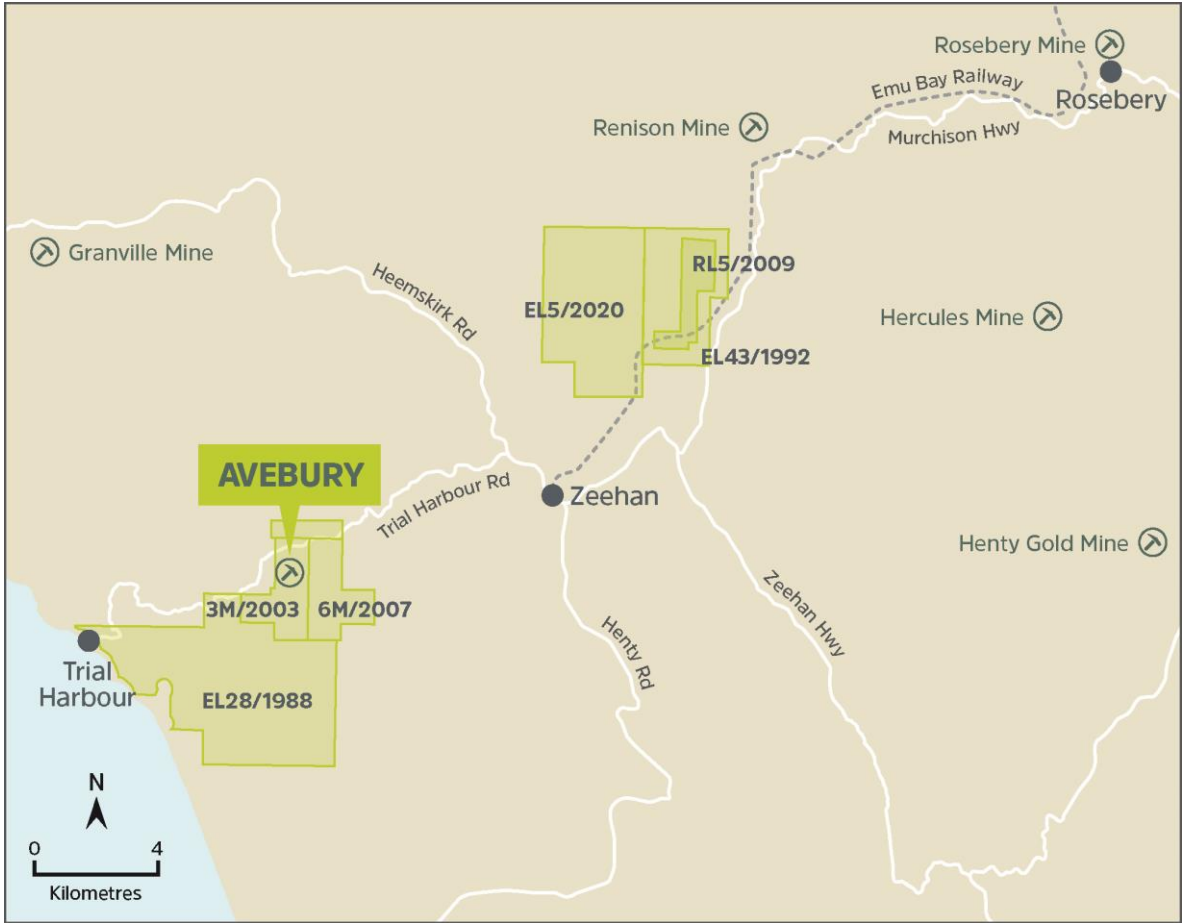 Rosebery Mine
Rosebery
Emu Bay Railway
Murchison Hwy
Renison Mine
Granville Mine
Heemskirk Rd
RL5/2009
EL5/2020
EL43/1992
Hercules Mine
AVEBURY
Trial Harbour Rd
Zeehan
Henty Gold Mine
3M/2003
6M/2007
Zeehan Hwy
Henty Rd
Trial
Harbour
EL28/1988
N
0 4
Kilometres